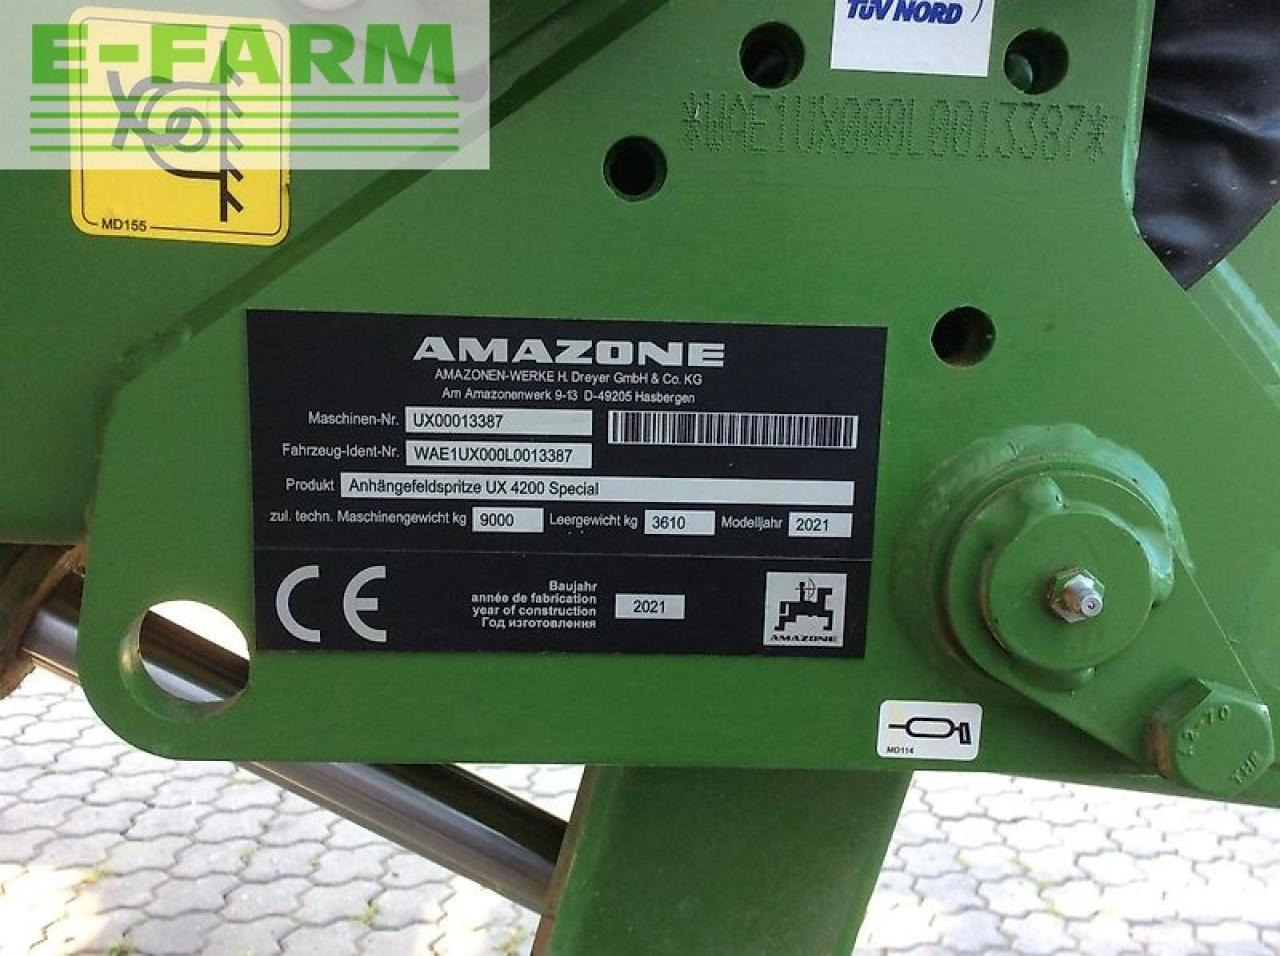 E-FARM
TÜV NORD
*WAE1UX000L0013387*
MD155
AMAZONE
AMAZONEN-WERKE H. Dreyer GmbH & Co. KG
Am Amazonenwerk 9-13 D-49205 Hasbergen
Maschinen-Nr. UX00013387
Fahrzeug-Ident-Nr. WAE1UX000L0013387
Produkt Anhängefeldspritze UX 4200 Special
zul. techn. Maschinengewicht kg 9000 Leergewicht kg 3610 Modelljahr 2021
CE
Baujahr
année de fabrication
year of construction 2021
Год изготовления
AMAZONE
MD114